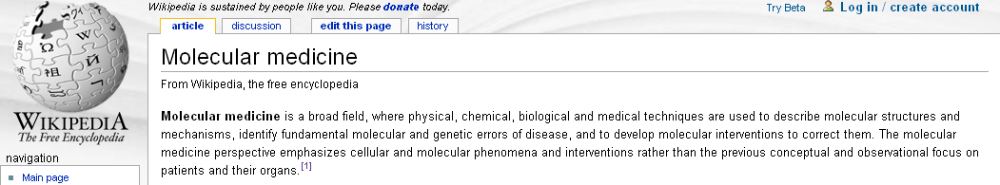 Wikipedia is sustained by people like you. Please donate today.
Try Beta Log in / create account
article discussion edit this page history
Molecular medicine
From Wikipedia, the free encyclopedia
Molecular medicine is a broad field, where physical, chemical, biological and medical techniques are used to describe molecular structures and
mechanisms, identify fundamental molecular and genetic errors of disease, and to develop molecular interventions to correct them. The molecular
medicine perspective emphasizes cellular and molecular phenomena and interventions rather than the previous conceptual and observational focus on
patients and their organs.[1]
WIKIPEDIA
The Free Encyclopedia
navigation
Main page